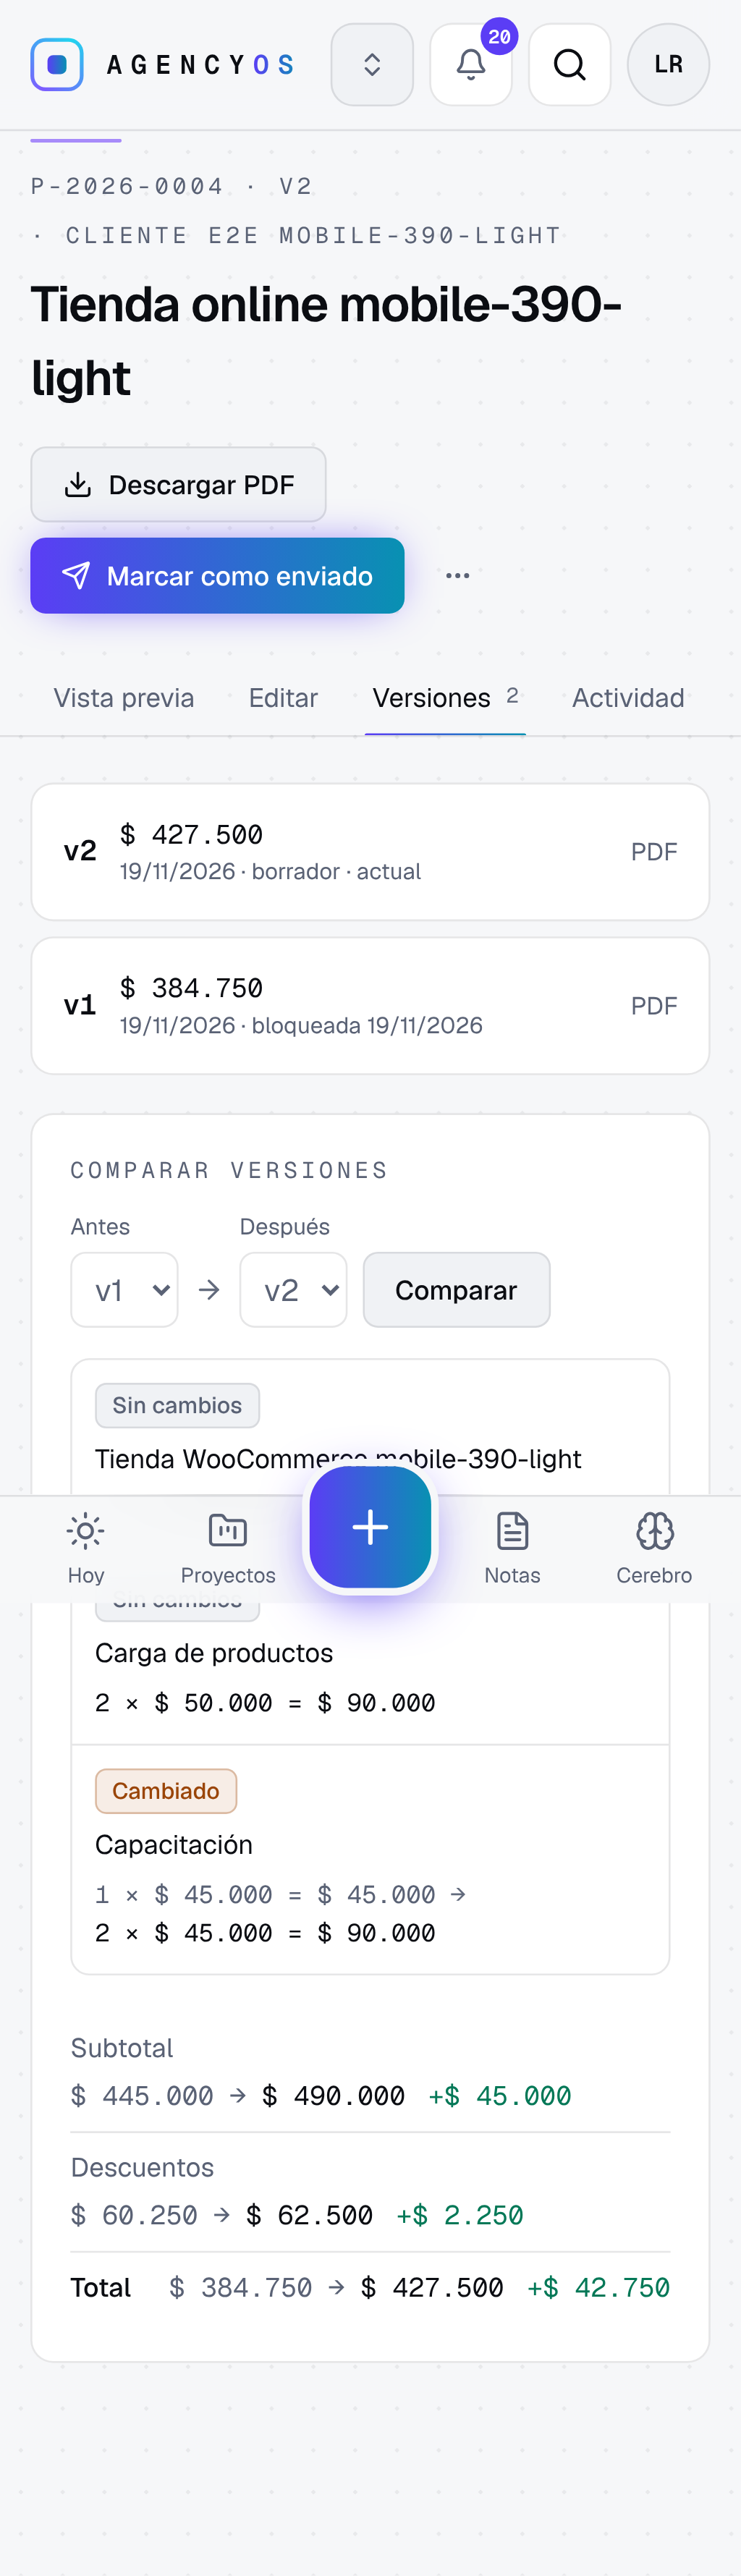 AGENCYOS
20
LR
P-2026-0004 · V2
· CLIENTE E2E MOBILE-390-LIGHT
Tienda online mobile-390-
light
Descargar PDF
Marcar como enviado
Vista previa Editar Versiones 2 Actividad
v2
$ 427.500
19/11/2026 · borrador · actual
PDF
v1
$ 384.750
19/11/2026 · bloqueada 19/11/2026
PDF
COMPARAR VERSIONES
Antes Después
v1 → v2 Comparar
Sin cambios
Tienda WooCommerce mobile-390-light
Hoy Proyectos Notas Cerebro
Sin cambios
Carga de productos
2 × $ 50.000 = $ 90.000
Cambiado
Capacitación
1 × $ 45.000 = $ 45.000 →
2 × $ 45.000 = $ 90.000
Subtotal
$ 445.000 → $ 490.000 +$ 45.000
Descuentos
$ 60.250 → $ 62.500 +$ 2.250
Total $ 384.750 → $ 427.500 +$ 42.750